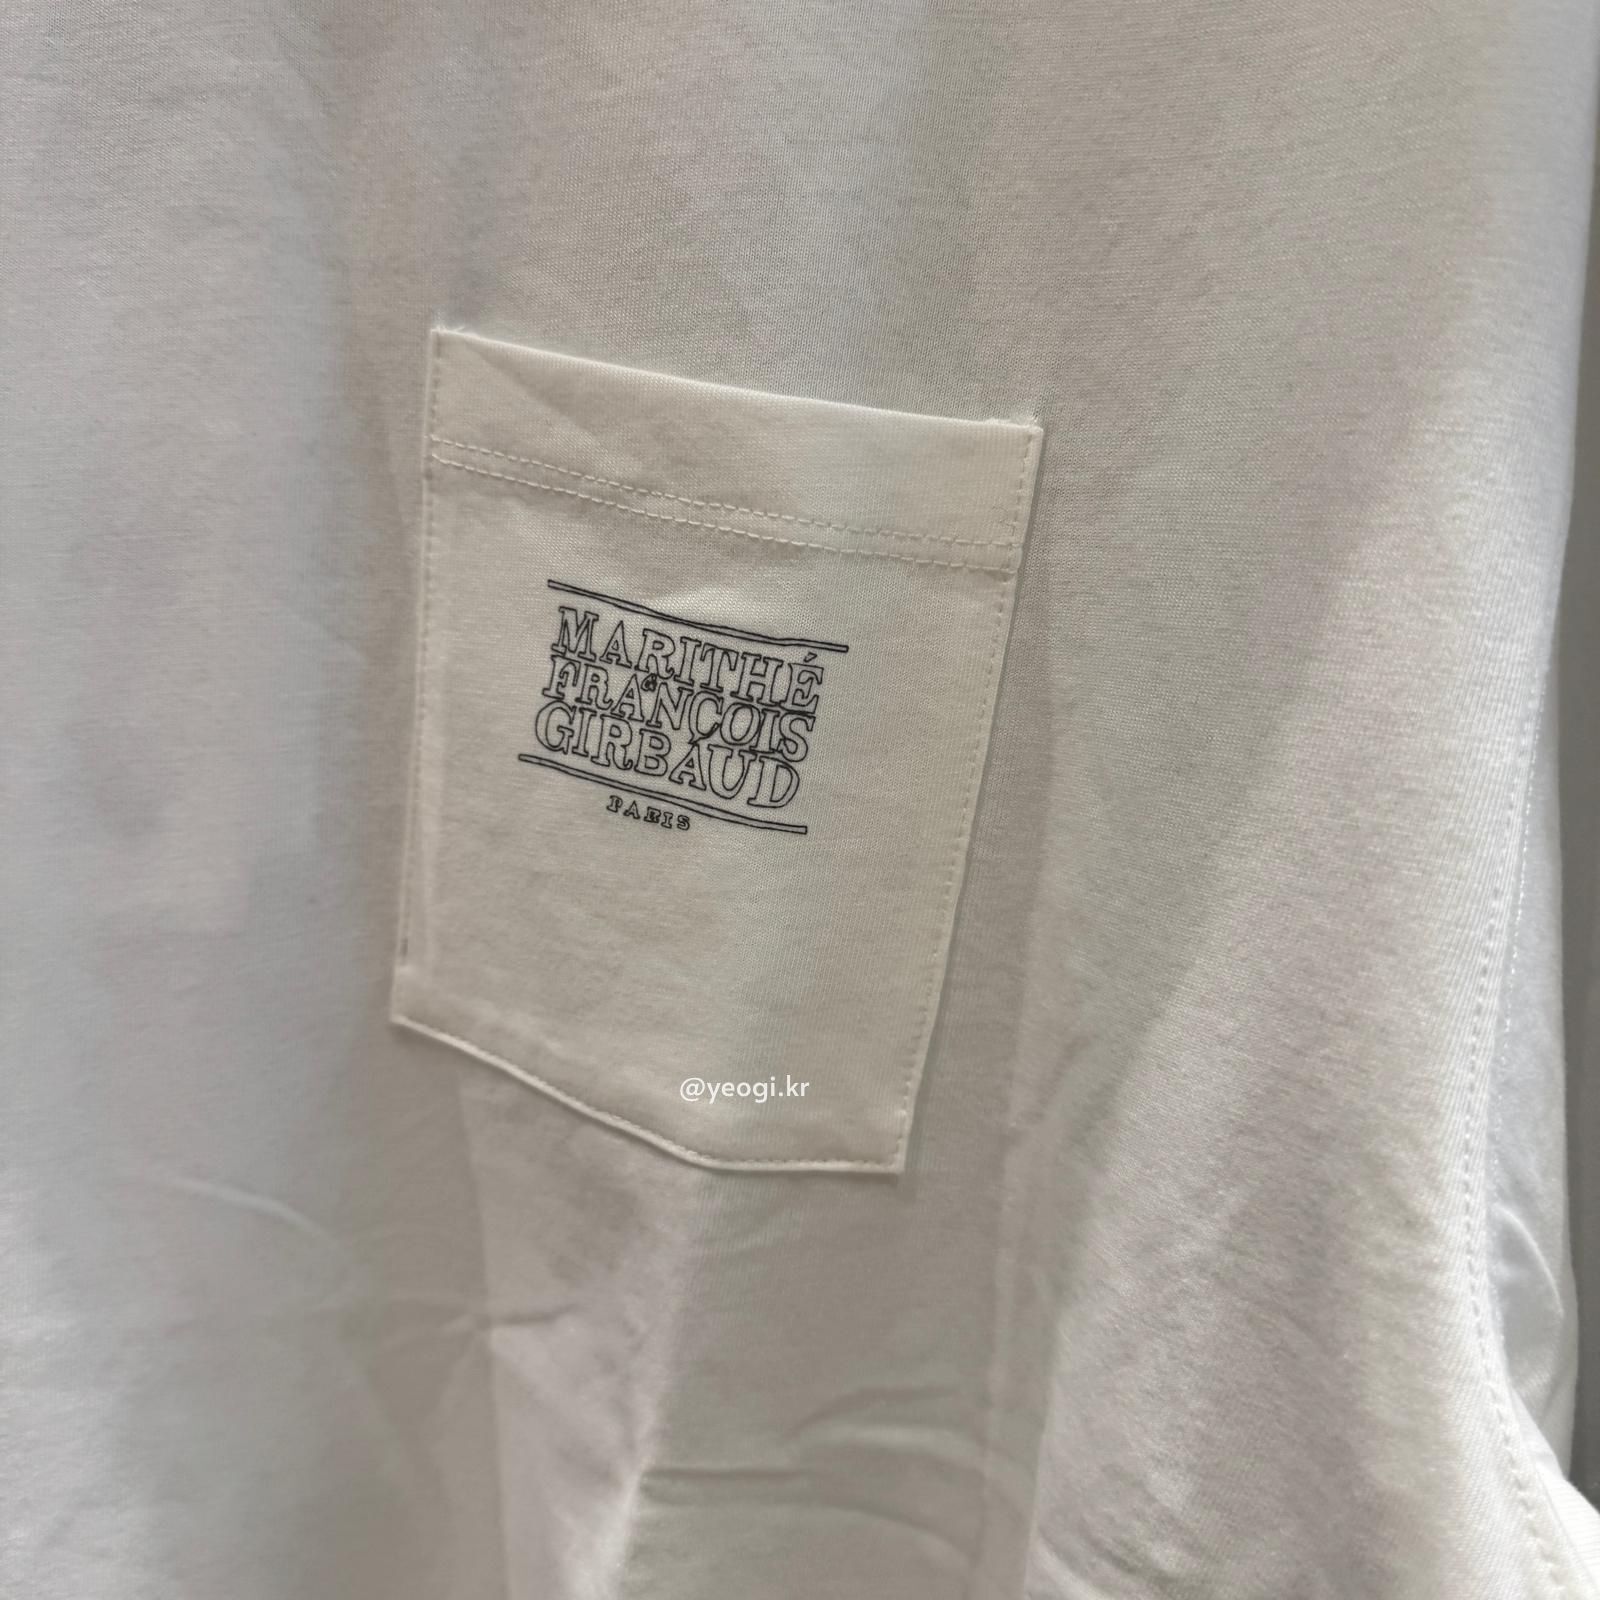 MARITHÉ
&
FRANÇOIS
GIRBAUD
PARIS
@yeogi.kr